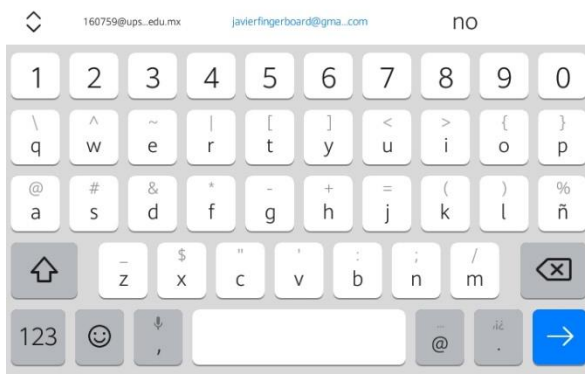 160759@ups...edu.mx javierfingerboard@gma...com no
1 2 3 4 5 6 7 8 9 0
\ ^ ~ | [ ] < > { }
q w e r t y u i o p
@ # & * - + = ( ) %
a s d f g h j k l ñ
_ $ " ' : ; /
z x c v b n m
123 , @ .